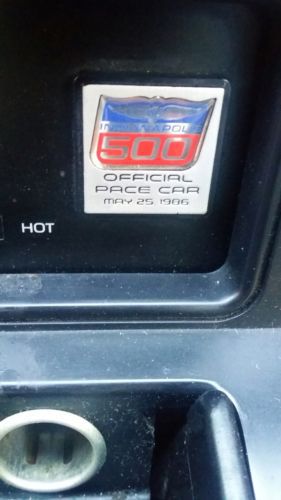 INDIANAPOLIS
500
OFFICIAL
PACE CAR
MAY 25, 1986
HOT